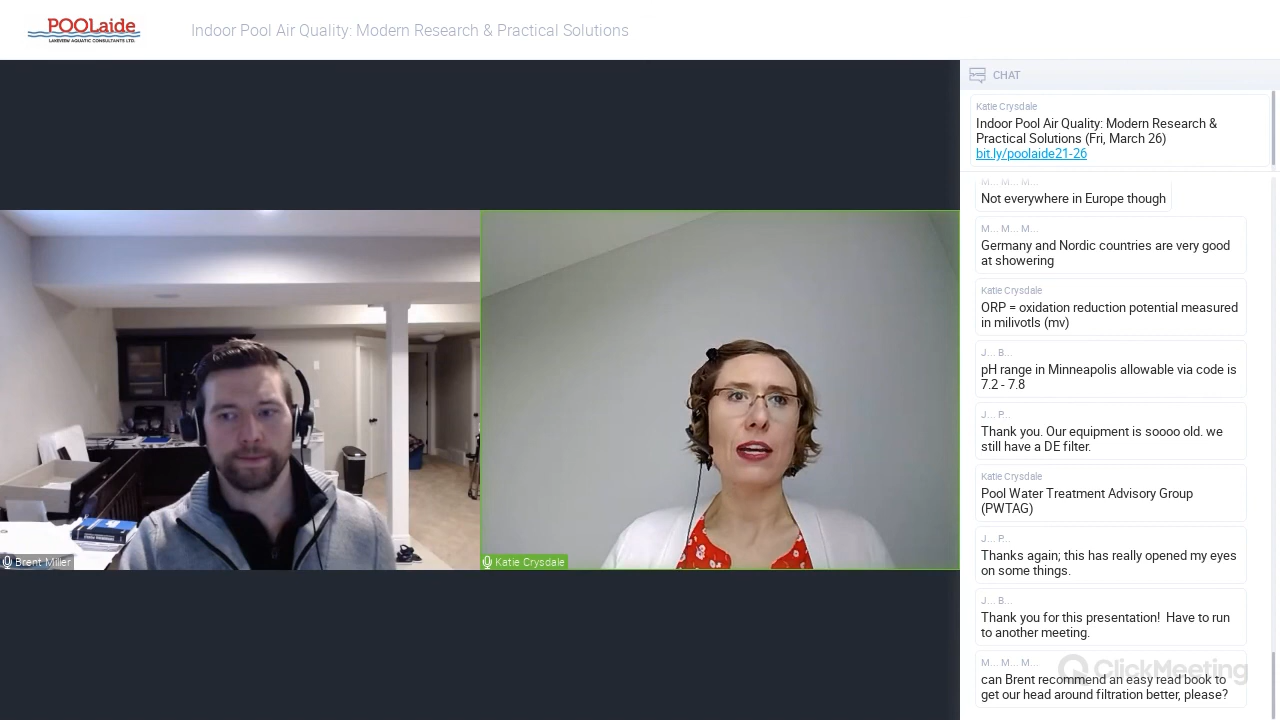 POOLaide
LAKEVIEW AQUATIC CONSULTANTS LTD.
Indoor Pool Air Quality: Modern Research & Practical Solutions
CHAT
Katie Crysdale
Indoor Pool Air Quality: Modern Research &
Practical Solutions (Fri, March 26)
bit.ly/poolaide21-26
M... M... M...
Not everywhere in Europe though
M... M... M...
Germany and Nordic countries are very good
at showering
Katie Crysdale
ORP = oxidation reduction potential measured
in milivotls (mv)
J... B...
pH range in Minneapolis allowable via code is
7.2 - 7.8
J... P...
Thank you. Our equipment is soooo old. we
still have a DE filter.
Katie Crysdale
Pool Water Treatment Advisory Group
(PWTAG)
J... P...
Thanks again; this has really opened my eyes
on some things.
J... B...
Thank you for this presentation!  Have to run
to another meeting.
M... M... M...
can Brent recommend an easy read book to
get our head around filtration better, please?
ClickMeeting
Brent Miller
Katie Crysdale